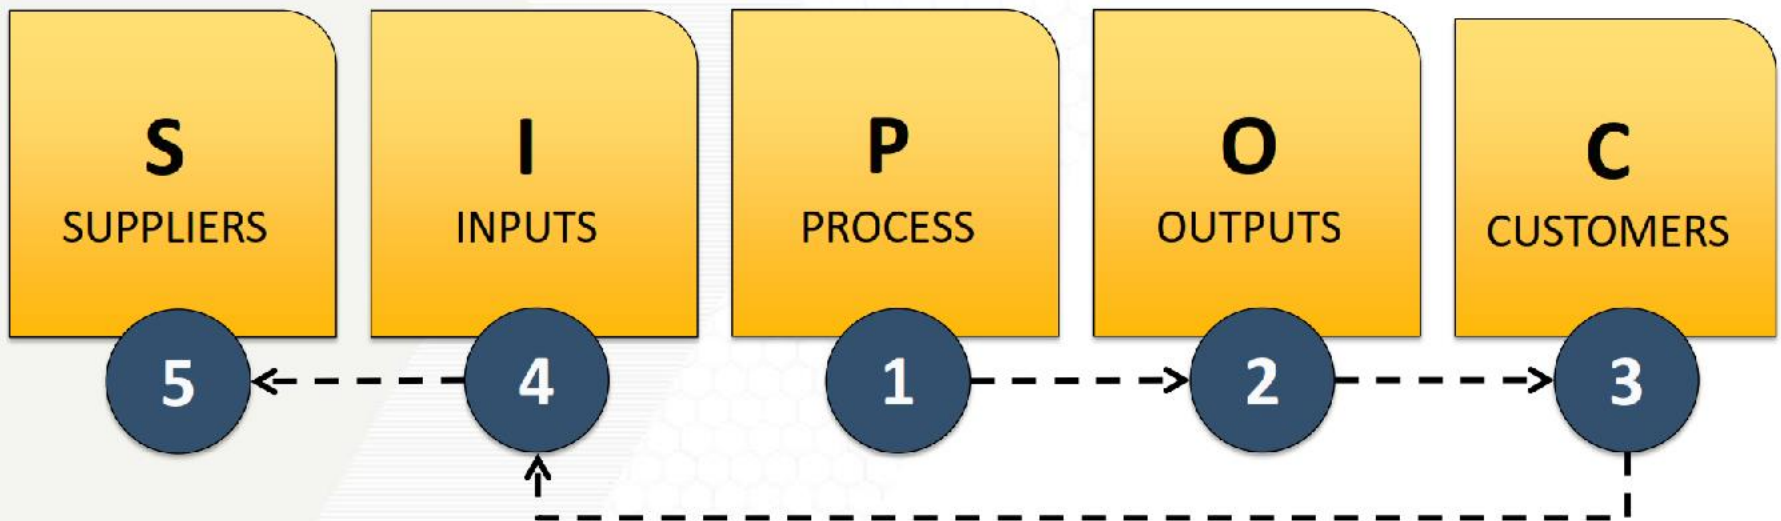 S
SUPPLIERS
I
INPUTS
P
PROCESS
O
OUTPUTS
C
CUSTOMERS
5
4
1
2
3